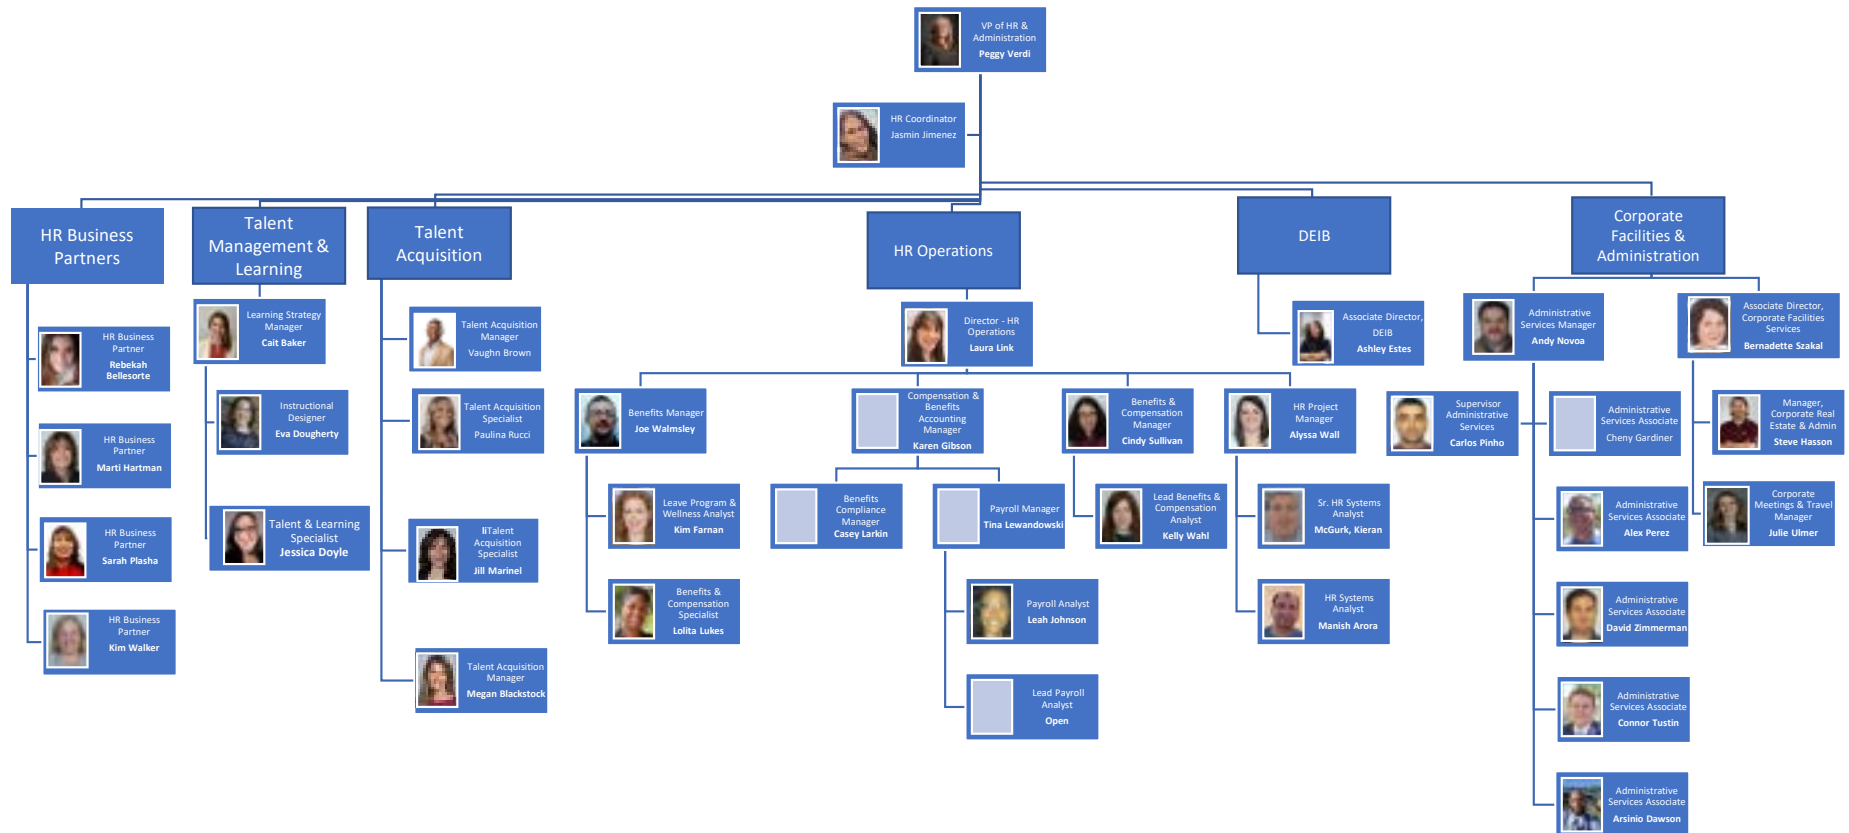 VP of HR &
Administration
Peggy Verdi
HR Coordinator
Jasmin Jimenez
HR Business
Partners
Talent
Management &
Learning
Talent
Acquisition
HR Operations
DEIB
Corporate
Facilities &
Administration
HR Business
Partner
Rebekah
Bellesorte
HR Business
Partner
Marti Hartman
HR Business
Partner
Sarah Plasha
HR Business
Partner
Kim Walker
Learning Strategy
Manager
Cait Baker
Instructional
Designer
Eva Dougherty
Talent & Learning
Specialist
Jessica Doyle
Talent Acquisition
Manager
Vaughn Brown
Talent Acquisition
Specialist
Paulina Rucci
liTalent
Acquisition
Specialist
Jill Marinel
Talent Acquisition
Manager
Megan Blackstock
Director - HR
Operations
Laura Link
Benefits Manager
Joe Walmsley
Leave Program &
Wellness Analyst
Kim Farnan
Benefits &
Compensation
Specialist
Lolita Lukes
Compensation &
Benefits
Accounting
Manager
Karen Gibson
Benefits
Compliance
Manager
Casey Larkin
Payroll Manager
Tina Lewandowski
Payroll Analyst
Leah Johnson
Lead Payroll
Analyst
Open
Benefits &
Compensation
Manager
Cindy Sullivan
Lead Benefits &
Compensation
Analyst
Kelly Wahl
HR Project
Manager
Alyssa Wall
Sr. HR Systems
Analyst
McGurk, Kieran
HR Systems
Analyst
Manish Arora
Associate Director,
DEIB
Ashley Estes
Administrative
Services Manager
Andy Novoa
Supervisor
Administrative
Services
Carlos Pinho
Administrative
Services Associate
Cheny Gardiner
Administrative
Services Associate
Alex Perez
Administrative
Services Associate
David Zimmerman
Administrative
Services Associate
Connor Tustin
Administrative
Services Associate
Arsinio Dawson
Associate Director,
Corporate Facilities
Services
Bernadette Szakal
Manager,
Corporate Real
Estate & Admin
Steve Hasson
Corporate
Meetings & Travel
Manager
Julie Ulmer